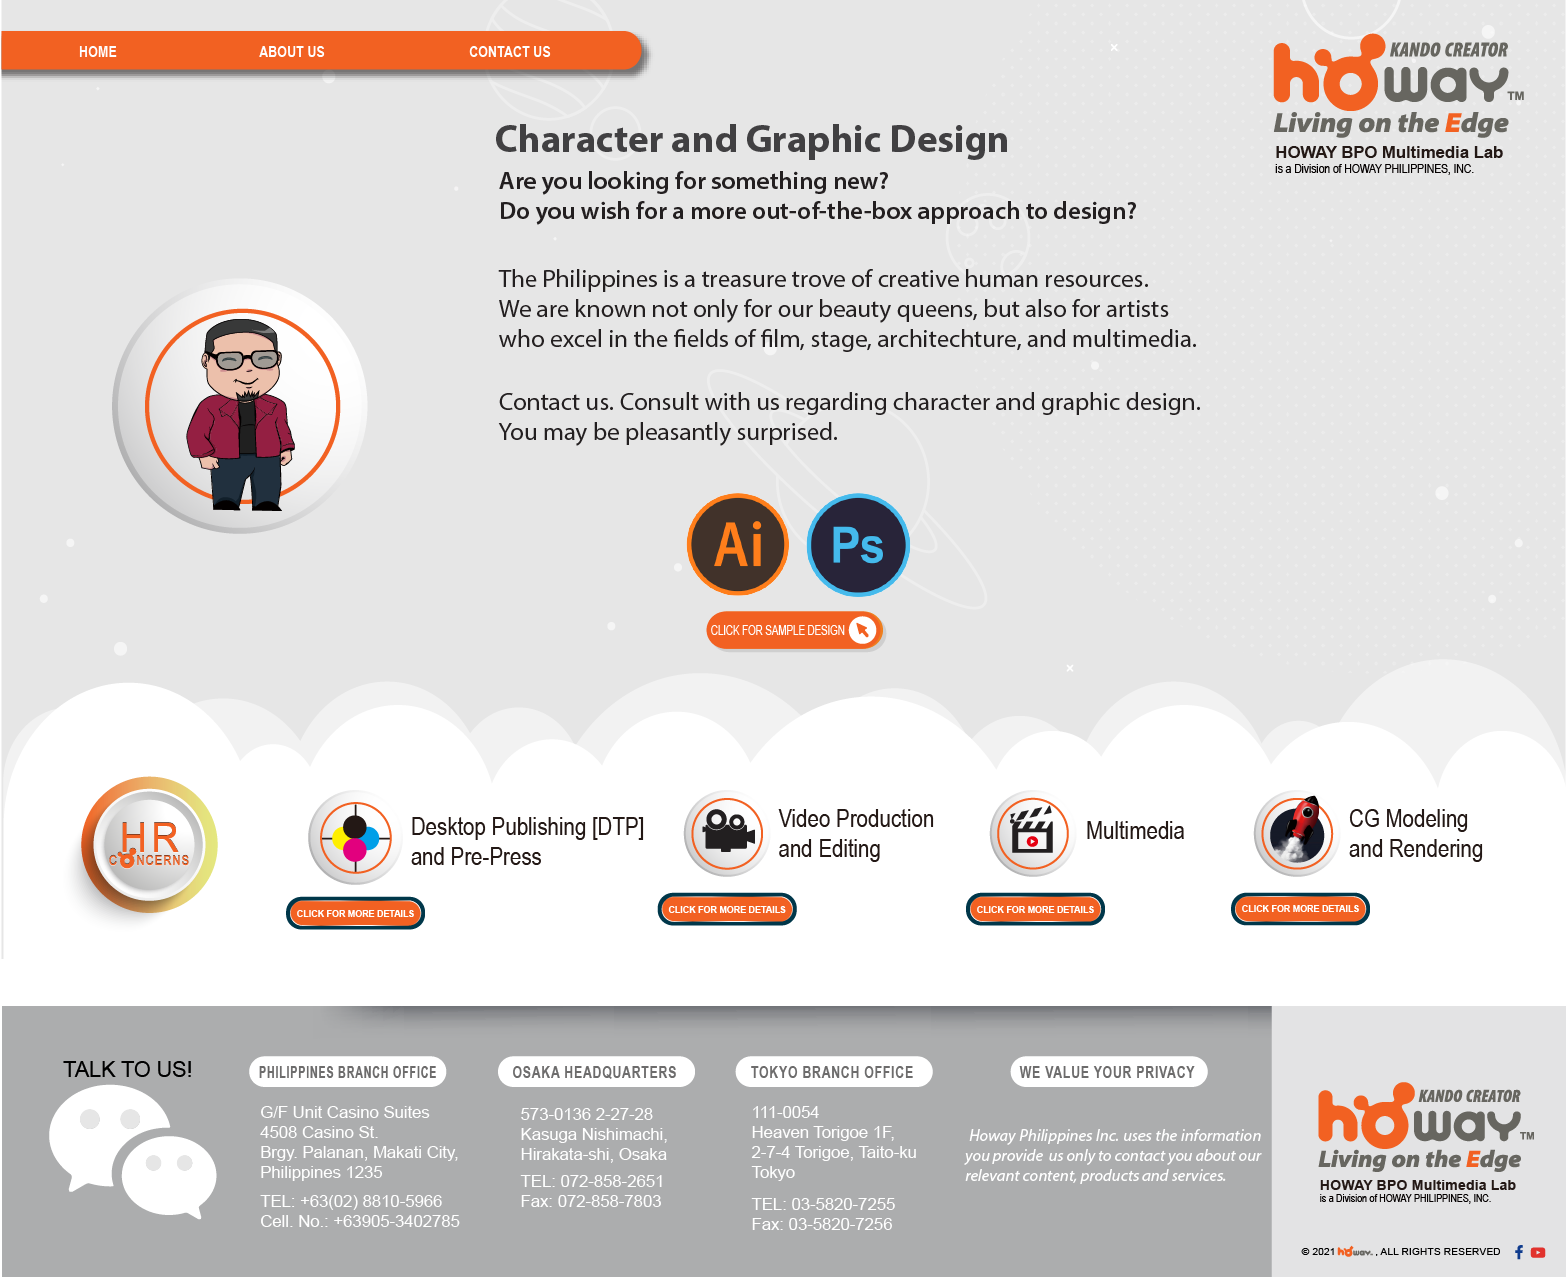 HOME
ABOUT US
CONTACT US
KANDO CREATOR
howay™
Living on the Edge
HOWAY BPO Multimedia Lab
is a Division of HOWAY PHILIPPINES, INC.
Character and Graphic Design
Are you looking for something new?
Do you wish for a more out-of-the-box approach to design?
The Philippines is a treasure trove of creative human resources.
We are known not only for our beauty queens, but also for artists
who excel in the fields of film, stage, architechture, and multimedia.
Contact us. Consult with us regarding character and graphic design.
You may be pleasantly surprised.
Ai
Ps
CLICK FOR SAMPLE DESIGN
HR
CONCERNS
Desktop Publishing [DTP]
and Pre-Press
CLICK FOR MORE DETAILS
Video Production
and Editing
CLICK FOR MORE DETAILS
Multimedia
CLICK FOR MORE DETAILS
CG Modeling
and Rendering
CLICK FOR MORE DETAILS
TALK TO US!
PHILIPPINES BRANCH OFFICE
G/F Unit Casino Suites
4508 Casino St.
Brgy. Palanan, Makati City,
Philippines 1235
TEL: +63(02) 8810-5966
Cell. No.: +63905-3402785
OSAKA HEADQUARTERS
573-0136 2-27-28
Kasuga Nishimachi,
Hirakata-shi, Osaka
TEL: 072-858-2651
Fax: 072-858-7803
TOKYO BRANCH OFFICE
111-0054
Heaven Torigoe 1F,
2-7-4 Torigoe, Taito-ku
Tokyo
TEL: 03-5820-7255
Fax: 03-5820-7256
WE VALUE YOUR PRIVACY
Howay Philippines Inc. uses the information
you provide us only to contact you about our
relevant content, products and services.
KANDO CREATOR
howay™
Living on the Edge
HOWAY BPO Multimedia Lab
is a Division of HOWAY PHILIPPINES, INC.
© 2021 howay. , ALL RIGHTS RESERVED